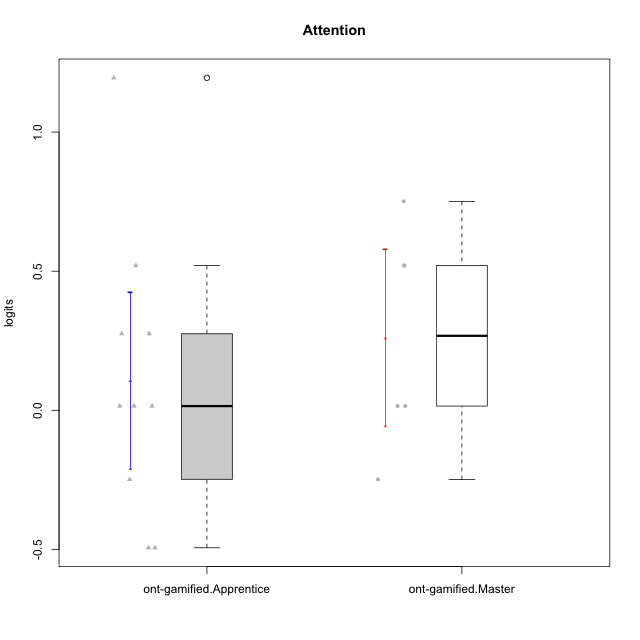 Attention
logits
1.0
0.5
0.0
-0.5
ont-gamified.Apprentice
ont-gamified.Master